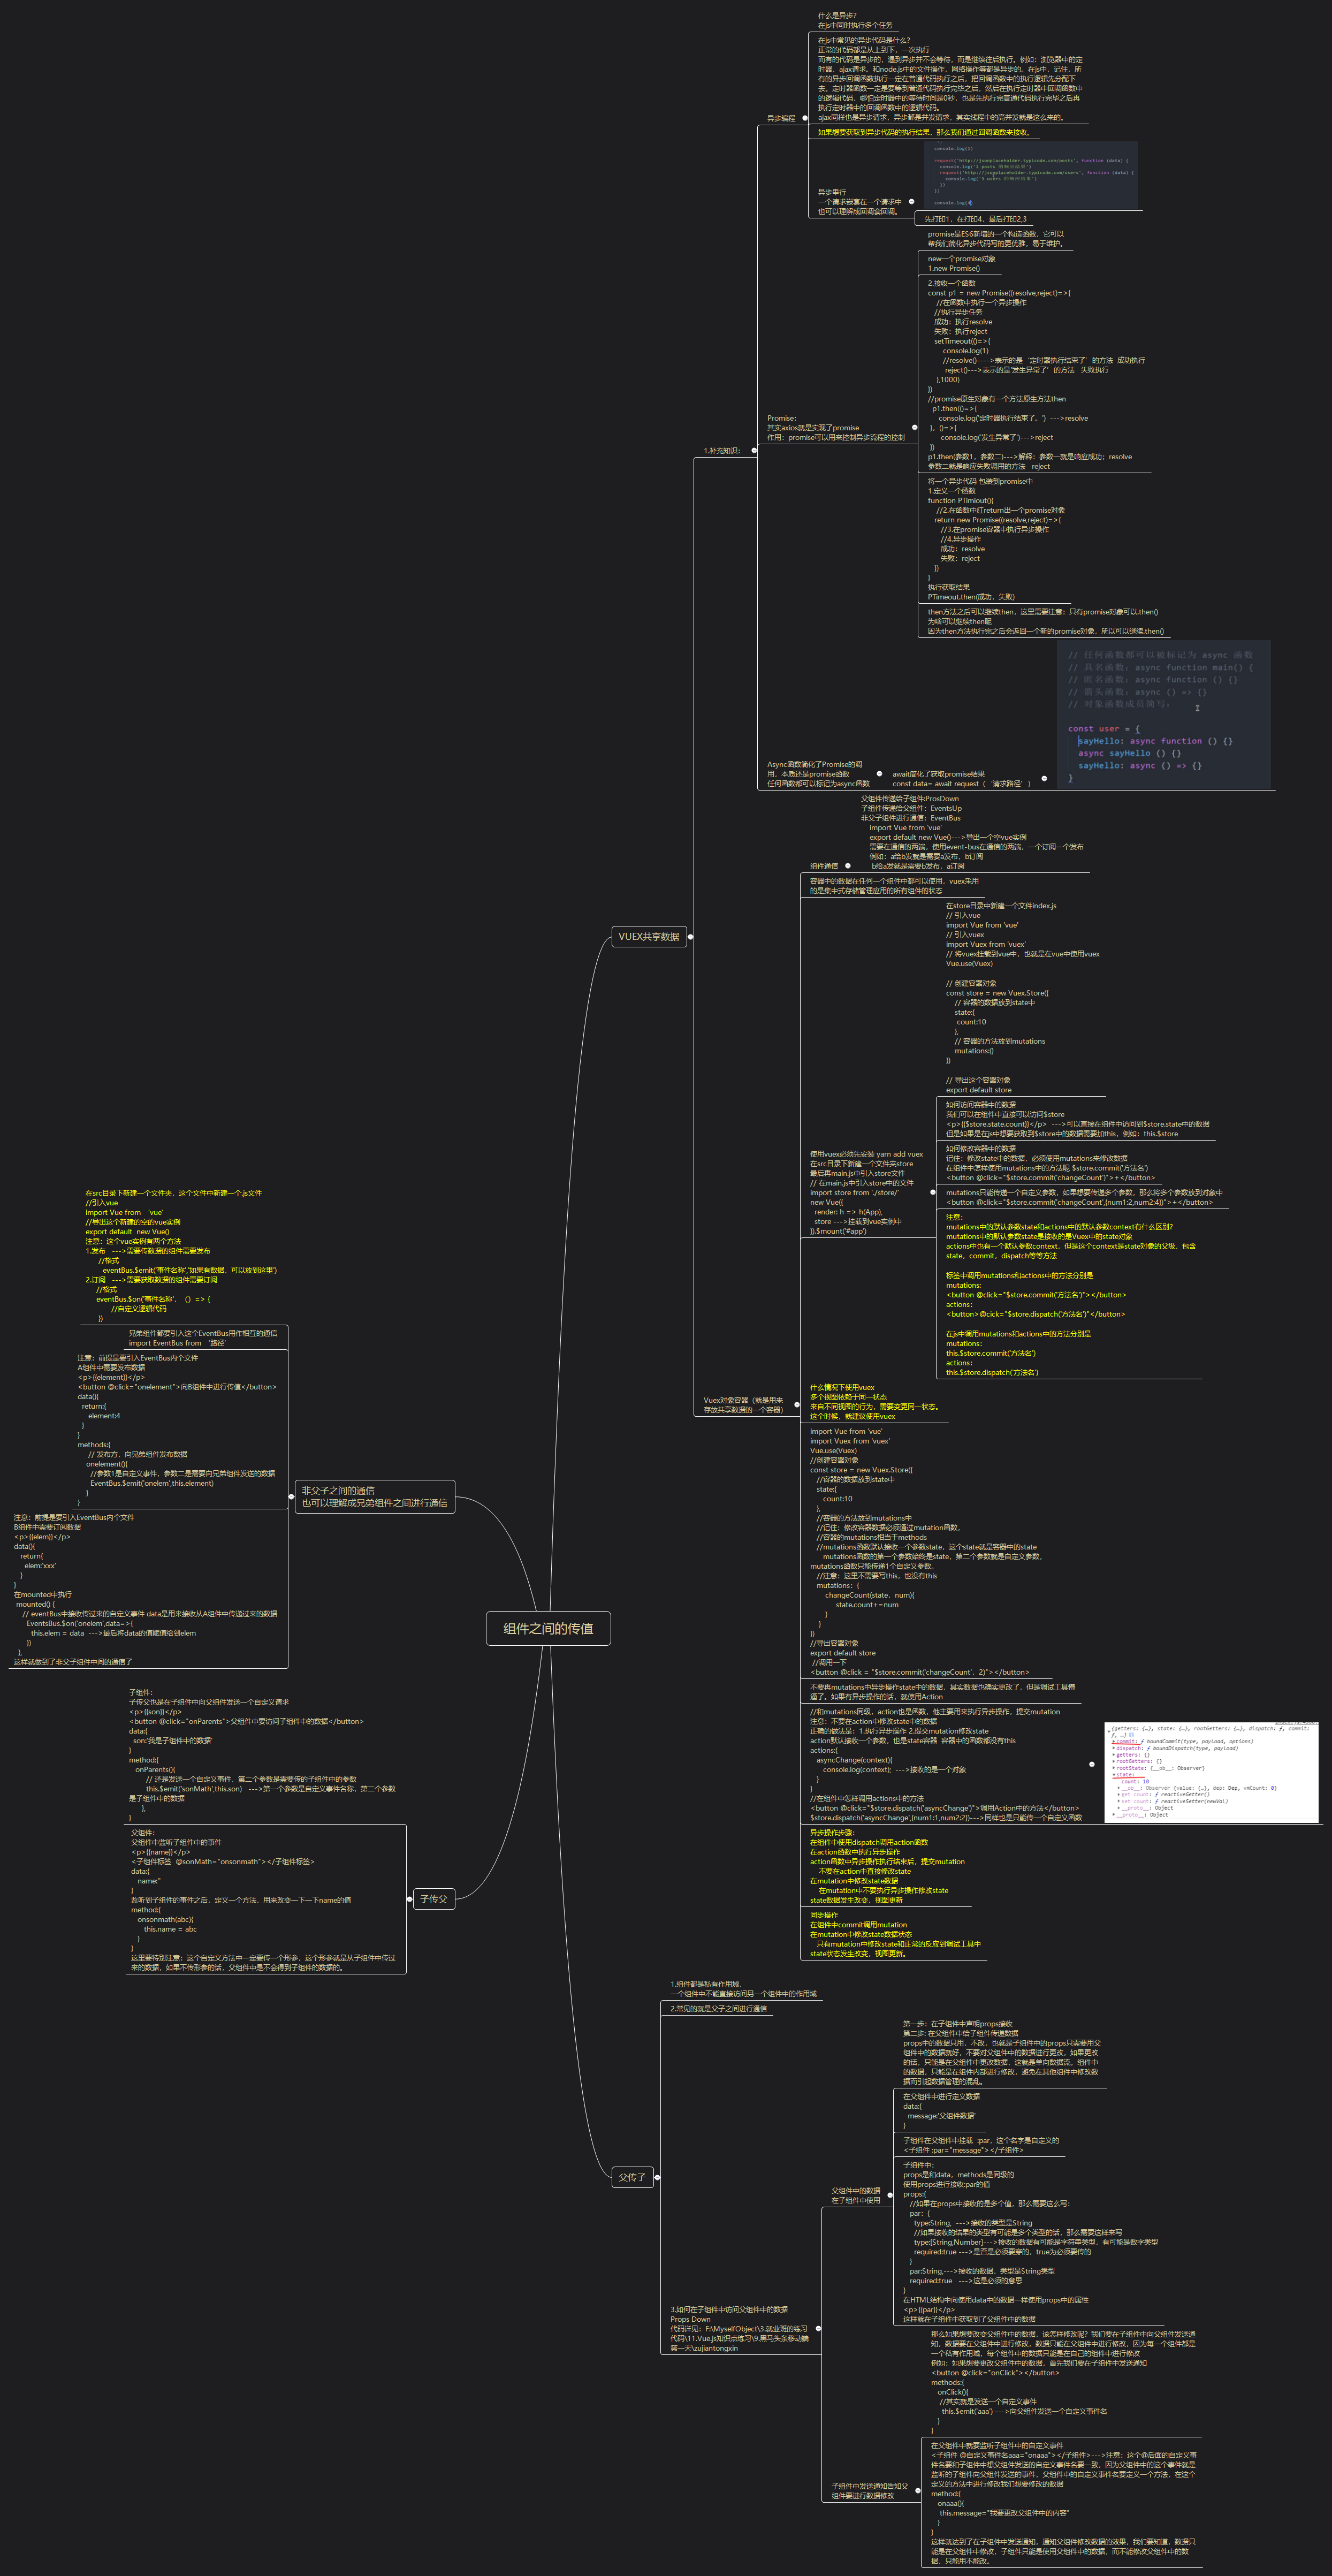 组件之间的传值
VUEX共享数据
1.补充知识：
异步编程
什么是异步？
在js中同时执行多个任务
在js中常见的异步代码是什么？
正常的代码都是从上到下，一次执行
而有的代码是异步的，遇到异步并不会等待，而是继续往后执行。例如：浏览器中的定
时器，ajax请求。和node.js中的文件操作，网络操作等都是异步的。在js中，记住，所
有的异步回调函数执行一定在普通代码执行之后，把回调函数中的执行逻辑先分配下
去。定时器函数一定是要等到普通代码执行完毕之后，然后在执行定时器中回调函数中
的逻辑代码，哪怕定时器中的等待时间是0秒，也是先执行完普通代码执行完毕之后再
执行定时器中的回调函数中的逻辑代码。
ajax同样也是异步请求，异步都是并发请求，其实线程中的高并发就是这么来的。
如果想要获取到异步代码的执行结果，那么我们通过回调函数来接收。
异步串行
一个请求嵌套在一个请求中
也可以理解成回调套回调。
console.log(1)
request('http://jsonplaceholder.typicode.com/posts', function (data) {
console.log('2 posts 的响应结果')
request('http://jsonplaceholder.typicode.com/users', function (data) {
console.log('3 users 的响应结果')
})
})
console.log(4)
先打印1，在打印4，最后打印2,3
Promise：
其实axios就是实现了promise
作用：promise可以用来控制异步流程的控制
promise是ES6新增的一个构造函数，它可以
帮我们简化异步代码写的更优雅，易于维护。
new一个promise对象
1.new Promise()
2.接收一个函数
const p1 = new Promise((resolve,reject)=>{
//在函数中执行一个异步操作
//执行异步任务
成功：执行resolve
失败：执行reject
setTimeout(()=>{
console.log(1)
//resolve()---->表示的是‘定时器执行结束了’的方法 成功执行
reject()--->表示的是'发生异常了’的方法 失败执行
},1000)
})
//promise原生对象有一个方法原生方法then
p1.then(()=>{
console.log('定时器执行结束了。') --->resolve
}，()=>{
console.log('发生异常了')--->reject
})
p1.then(参数1，参数二)--->解释：参数一就是响应成功：resolve
参数二就是响应失败调用的方法 reject
将一个异步代码 包装到promise中
1.定义一个函数
function PTimiout(){
//2.在函数中红return出一个promise对象
return new Promise((resolve,reject)=>{
//3.在promise容器中执行异步操作
//4.异步操作
成功：resolve
失败：reject
})
}
执行获取结果
PTimeout.then(成功，失败)
then方法之后可以继续then，这里需要注意：只有promise对象可以.then()
为啥可以继续then呢
因为then方法执行完之后会返回一个新的promise对象，所以可以继续.then()
Async函数简化了Promise的调
用，本质还是promise函数
任何函数都可以标记为async函数
await简化了获取promise结果
const data= await request（‘请求路径’）
// 任何函数都可以被标记为 async 函数
// 具名函数：async function main() {
// 匿名函数：async function () {}
// 箭头函数：async () => {}
// 对象函数成员简写：
const user = {
sayHello: async function () {}
async sayHello () {}
sayHello: async () => {}
}
Vuex对象容器（就是用来
存放共享数据的一个容器）
组件通信
父组件传递给子组件:ProsDown
子组件传递给父组件：EventsUp
非父子组件进行通信：EventBus
import Vue from 'vue'
export default new Vue()--->导出一个空vue实例
需要在通信的两端，使用event-bus在通信的两端，一个订阅一个发布
例如：a给b发就是需要a发布，b订阅
b给a发就是需要b发布，a订阅
容器中的数据在任何一个组件中都可以使用，vuex采用
的是集中式存储管理应用的所有组件的状态
使用vuex必须先安装 yarn add vuex
在src目录下新建一个文件夹store
最后再main.js中引入store文件
// 在main.js中引入store中的文件
import store from './store/'
new Vue({
render: h => h(App),
store --->挂载到vue实例中
}).$mount('#app')
在store目录中新建一个文件index.js
// 引入vue
import Vue from 'vue'
// 引入vuex
import Vuex from 'vuex'
// 将vuex挂载到vue中，也就是在vue中使用vuex
Vue.use(Vuex)
// 创建容器对象
const store = new Vuex.Store({
// 容器的数据放到state中
state:{
count:10
},
// 容器的方法放到mutations
mutations:{}
})
// 导出这个容器对象
export default store
如何访问容器中的数据
我们可以在组件中直接可以访问$store
<p>{{$store.state.count}}</p> --->可以直接在组件中访问到$store.state中的数据
但是如果是在js中想要获取到$store中的数据需要加this，例如：this.$store
如何修改容器中的数据
记住：修改state中的数据，必须使用mutations来修改数据
在组件中怎样使用mutations中的方法呢 $store.commit('方法名')
<button @click="$store.commit('changeCount')">+</button>
mutations只能传递一个自定义参数，如果想要传递多个参数，那么将多个参数放到对象中
<button @click="$store.commit('changeCount',{num1:2,num2:4})">+</button>
注意：
mutations中的默认参数state和actions中的默认参数context有什么区别?
mutations中的默认参数state是接收的是Vuex中的state对象
actions中也有一个默认参数context，但是这个context是state对象的父级，包含
state，commit，dispatch等等方法
标签中调用mutations和actions中的方法分别是
mutations:
<button @click="$store.commit('方法名')"></button>
actions:
<button>@cick="$store.dispatch('方法名')"</button>
在js中调用mutations和actions中的方法分别是
mutations：
this.$store.commit('方法名')
actions:
this.$store.dispatch('方法名')
什么情况下使用vuex
多个视图依赖于同一状态
来自不同视图的行为，需要变更同一状态。
这个时候，就建议使用vuex
import Vue from 'vue'
import Vuex from 'vuex'
Vue.use(Vuex)
//创建容器对象
const store = new Vuex.Store({
//容器的数据放到state中
state:{
count:10
},
//容器的方法放到mutations中
//记住：修改容器数据必须通过mutation函数，
//容器的mutations相当于methods
//mutations函数默认接收一个参数state，这个state就是容器中的state
mutations函数的第一个参数始终是state，第二个参数就是自定义参数，
mutations函数只能传递1个自定义参数。
//注意：这里不需要写this，也没有this
mutations：{
changeCount(state，num){
state.count+=num
}
}
})
//导出容器对象
export default store
//调用一下
<button @click = "$store.commit('changeCount'，2)"></button>
不要再mutations中异步操作state中的数据，其实数据也确实更改了，但是调试工具懵
逼了。如果有异步操作的话，就使用Action
//和mutations同级，action也是函数，他主要用来执行异步操作，提交mutation
注意：不要在action中修改state中的数据
正确的做法是：1.执行异步操作 2.提交mutation修改state
action默认接收一个参数，也是state容器 容器中的函数都没有this
actions:{
asyncChange(context){
console.log(context); --->接收的是一个对象
}
}
//在组件中怎样调用actions中的方法
<button @click="$store.dispatch('asyncChange')">调用Action中的方法</button>
$store.dispatch('asyncChange',{num1:1,num2:2})--->同样也是只能传一个自定义函数
{getters: {…}, state: {…}, rootGetters: {…}, dispatch: ƒ, commit:
ƒ, …}
commit: ƒ boundCommit(type, payload, options)
dispatch: ƒ boundDispatch(type, payload)
getters: {}
rootGetters: {}
rootState: {__ob__: Observer}
state:
count: 10
__ob__: Observer {value: {…}, dep: Dep, vmCount: 0}
get count: ƒ reactiveGetter()
set count: ƒ reactiveSetter(newVal)
__proto__: Object
__proto__: Object
异步操作步骤：
在组件中使用dispatch调用action函数
在action函数中执行异步操作
action函数中异步操作执行结束后，提交mutation
不要在action中直接修改state
在mutation中修改state数据
在mutation中不要执行异步操作修改state
state数据发生改变，视图更新
同步操作
在组件中commit调用mutation
在mutation中修改state数据状态
只有mutation中修改state和正常的反应到调试工具中
state状态发生改变，视图更新。
父传子
1.组件都是私有作用域，
一个组件中不能直接访问另一个组件中的作用域
2.常见的就是父子之间进行通信
3.如何在子组件中访问父组件中的数据
Props Down
代码详见：F:\MyselfObject\3.就业班的练习
代码\11.Vue.js知识点练习\9.黑马头条移动端
第一天\zujiantongxin
父组件中的数据
在子组件中使用
第一步：在子组件中声明props接收
第二步: 在父组件中给子组件传递数据
props中的数据只用，不改，也就是子组件中的props只需要用父
组件中的数据就好，不要对父组件中的数据进行更改，如果更改
的话，只能是在父组件中更改数据，这就是单向数据流。组件中
的数据，只能是在组件内部进行修改，避免在其他组件中修改数
据而引起数据管理的混乱。
在父组件中进行定义数据
data:{
message:'父组件数据'
}
子组件在父组件中挂载 :par，这个名字是自定义的
<子组件 :par="message"></子组件>
子组件中：
props是和data，methods是同级的
使用props进行接收:par的值
props:{
//如果在props中接收的是多个值，那么需要这么写：
par：{
type:String, --->接收的类型是String
//如果接收的结果的类型有可能是多个类型的话，那么需要这样来写
type:[String,Number]--->接收的数据有可能是字符串类型，有可能是数字类型
required:true --->是否是必须要穿的，true为必须要传的
}
par:String,--->接收的数据，类型是String类型
required:true --->这是必须的意思
}
在HTML结构中向使用data中的数据一样使用props中的属性
<p>{{par}}</p>
这样就在子组件中获取到了父组件中的数据
子组件中发送通知告知父
组件要进行数据修改
那么如果想要改变父组件中的数据，该怎样修改呢？我们要在子组件中向父组件发送通
知，数据要在父组件中进行修改，数据只能在父组件中进行修改，因为每一个组件都是
一个私有作用域，每个组件中的数据只能是在自己的组件中进行修改
例如：如果想要更改父组件中的数据，首先我们要在子组件中发送通知
<button @click="onClick"></button>
methods:{
onClick(){
//其实就是发送一个自定义事件
this.$emit('aaa') --->向父组件发送一个自定义事件名
}
}
在父组件中就要监听子组件中的自定义事件
<子组件 @自定义事件名aaa="onaaa"></子组件>--->注意：这个@后面的自定义事
件名要和子组件中想父组件发送的自定义事件名要一致，因为父组件中的这个事件就是
监听的子组件向父组件发送的事件，父组件中的自定义事件名要定义一个方法，在这个
定义的方法中进行修改我们想要修改的数据
method:{
onaaa(){
this.message="我要更改父组件中的内容"
}
}
这样就达到了在子组件中发送通知，通知父组件修改数据的效果，我们要知道，数据只
能是在父组件中修改，子组件只能是使用父组件中的数据，而不能修改父组件中的数
据，只能用不能改。
非父子之间的通信
也可以理解成兄弟组件之间进行通信
在src目录下新建一个文件夹，这个文件中新建一个.js文件
//引入vue
import Vue from ‘vue'
//导出这个新建的空的vue实例
export default new Vue()
注意：这个vue实例有两个方法
1.发布 --->需要传数据的组件需要发布
//格式
eventBus.$emit('事件名称','如果有数据，可以放到这里')
2.订阅 --->需要获取数据的组件需要订阅
//格式
eventBus.$on('事件名称'，（）=> {
//自定义逻辑代码
})
兄弟组件都要引入这个EventBus用作相互的通信
import EventBus from ‘路径’
注意：前提是要引入EventBus内个文件
A组件中需要发布数据
<p>{{element}}</p>
<button @click="onelement">向B组件中进行传值</button>
data(){
return:{
element:4
}
}
methods:{
// 发布方，向兄弟组件发布数据
onelement(){
//参数1是自定义事件，参数二是需要向兄弟组件发送的数据
EventBus.$emit('onelem',this.element)
}
}
注意：前提是要引入EventBus内个文件
B组件中需要订阅数据
<p>{{elem}}</p>
data(){
return{
elem:'xxx'
}
}
在mounted中执行
mounted() {
// eventBus中接收传过来的自定义事件 data是用来接收从A组件中传递过来的数据
EventsBus.$on('onelem',data=>{
this.elem = data --->最后将data的值赋值给到elem
})
},
这样就做到了非父子组件中间的通信了
子传父
子组件：
子传父也是在子组件中向父组件发送一个自定义请求
<p>{{son}}</p>
<button @click="onParents">父组件中要访问子组件中的数据</button>
data:{
son:'我是子组件中的数据'
}
method:{
onParents(){
// 还是发送一个自定义事件，第二个参数是需要传的子组件中的参数
this.$emit('sonMath',this.son) --->第一个参数是自定义事件名称，第二个参数
是子组件中的数据
},
}
父组件：
父组件中监听子组件中的事件
<p>{{name}}</p>
<子组件标签 @sonMath="onsonmath"></子组件标签>
data:{
name:''
}
监听到子组件的事件之后，定义一个方法，用来改变一下一下name的值
method:{
onsonmath(abc){
this.name = abc
}
}
这里要特别注意：这个自定义方法中一定要传一个形参，这个形参就是从子组件中传过
来的数据，如果不传形参的话，父组件中是不会得到子组件的数据的。